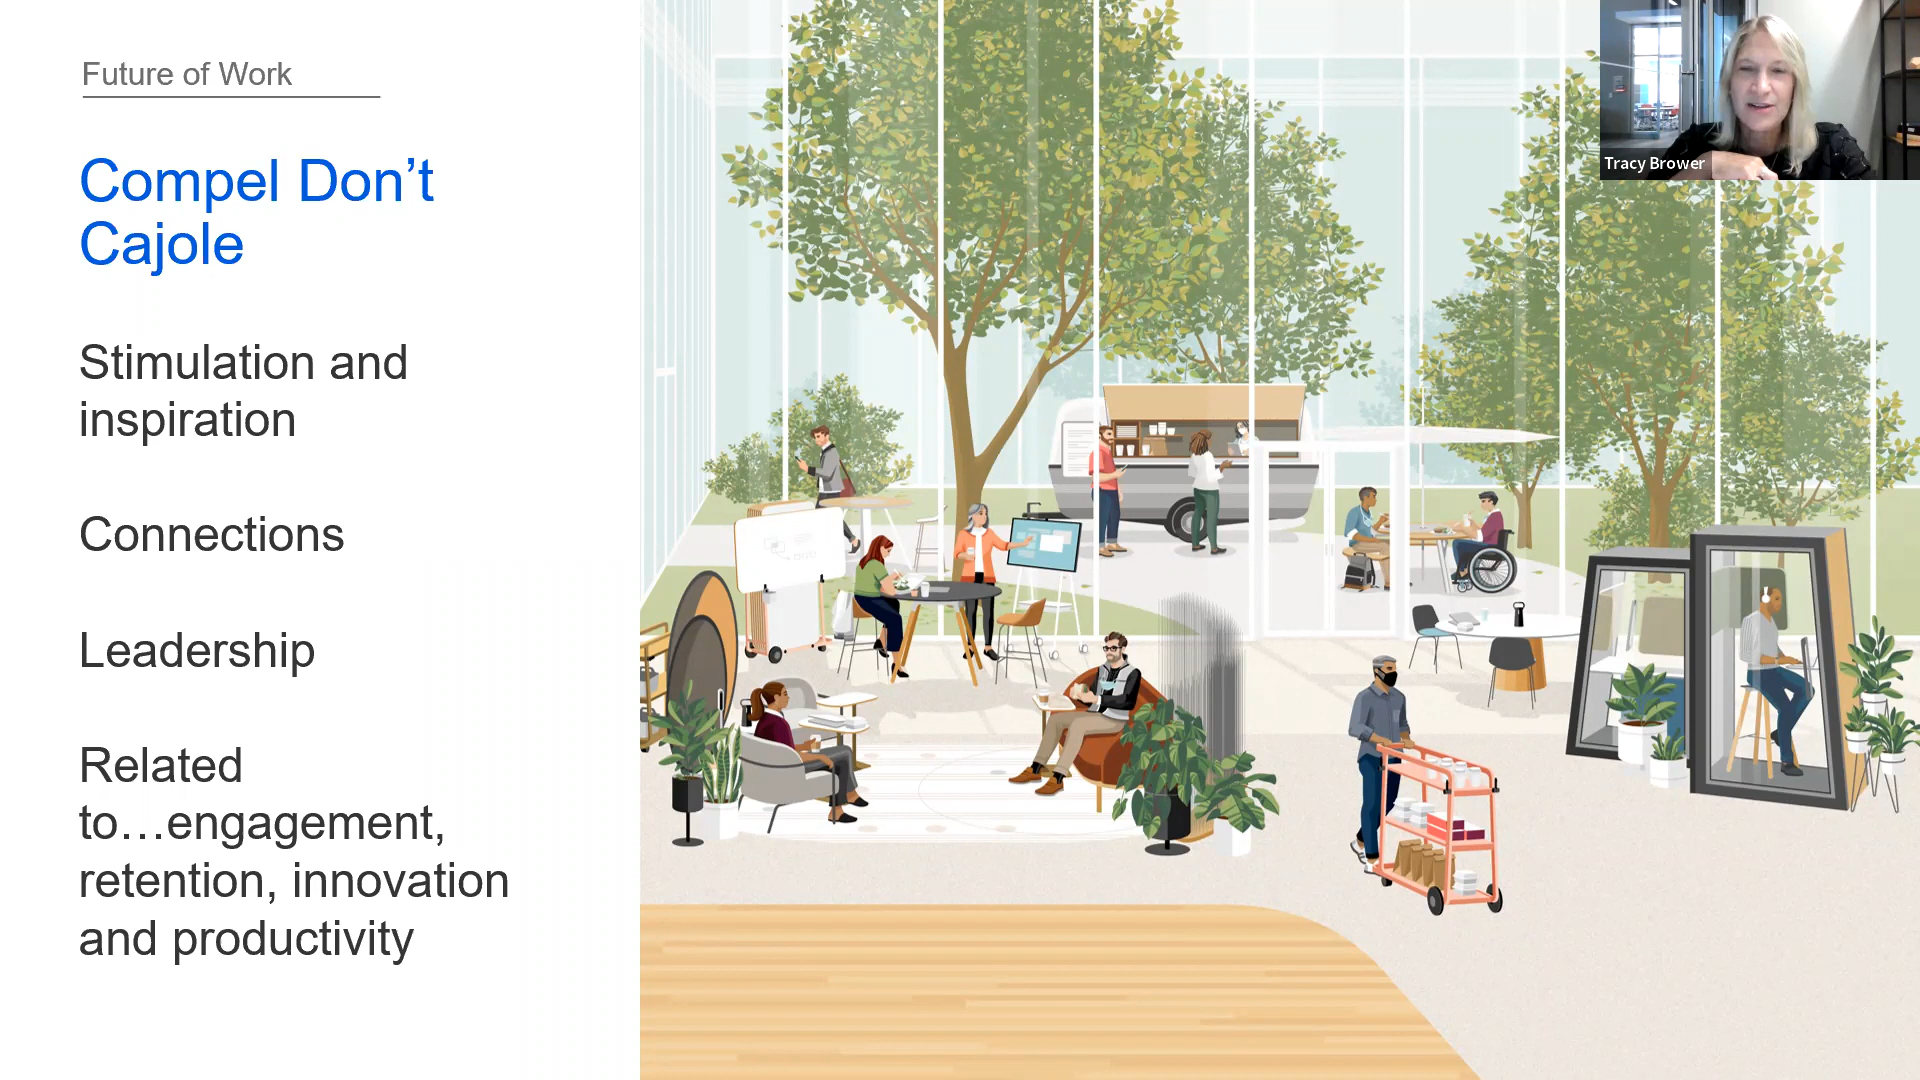 Future of Work
Compel Don’t
Cajole
Stimulation and
inspiration
Connections
Leadership
Related
to…engagement,
retention, innovation
and productivity
Tracy Brower